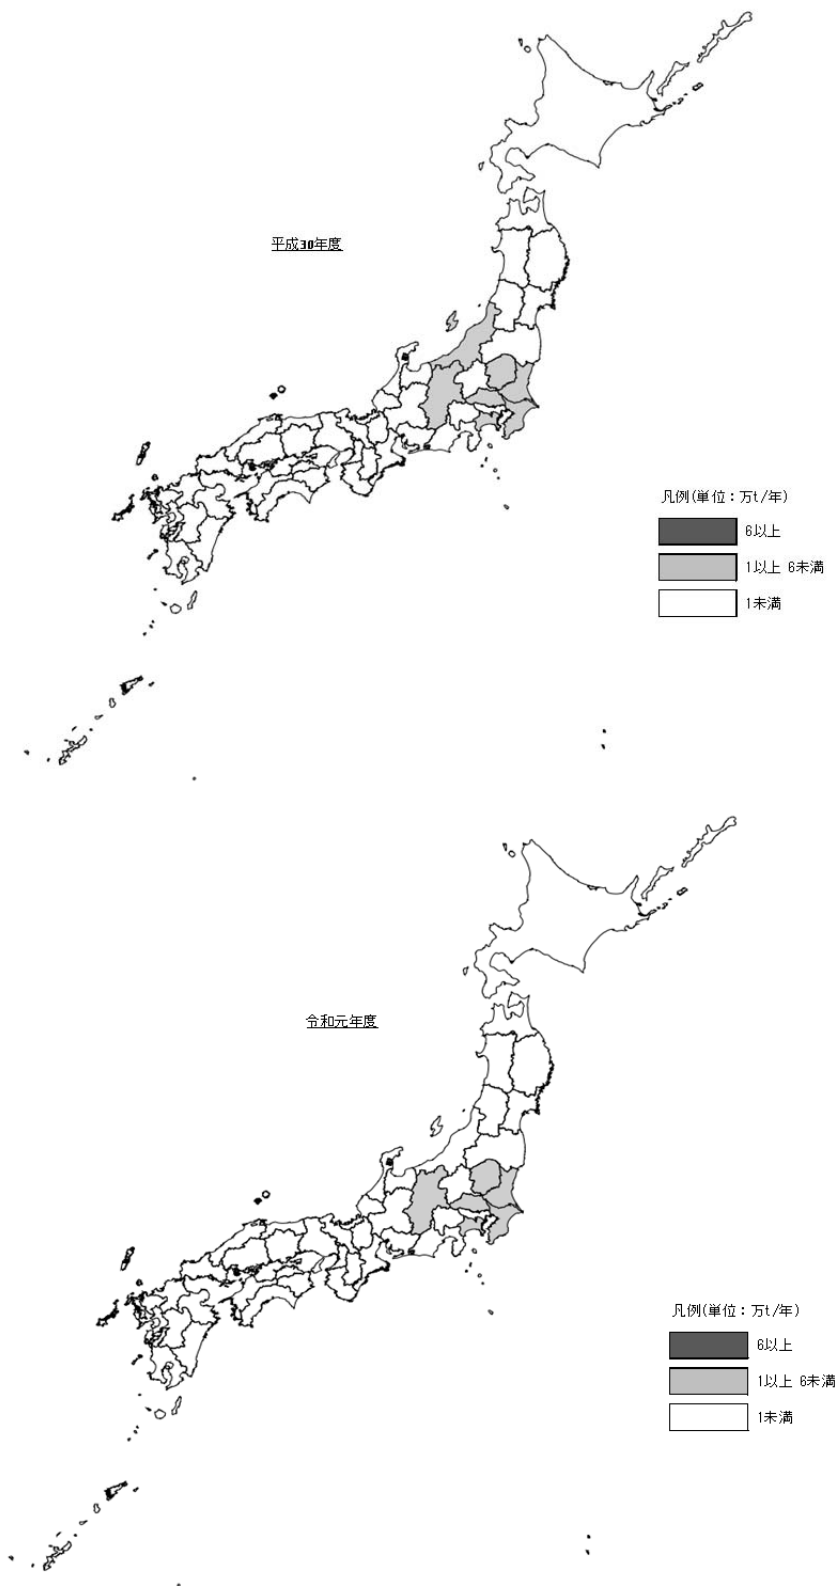 平成30年度
凡例(単位：万t/年)
6以上
1以上 6未満
1未満
令和元年度
凡例(単位：万t/年)
6以上
1以上 6未満
1未満